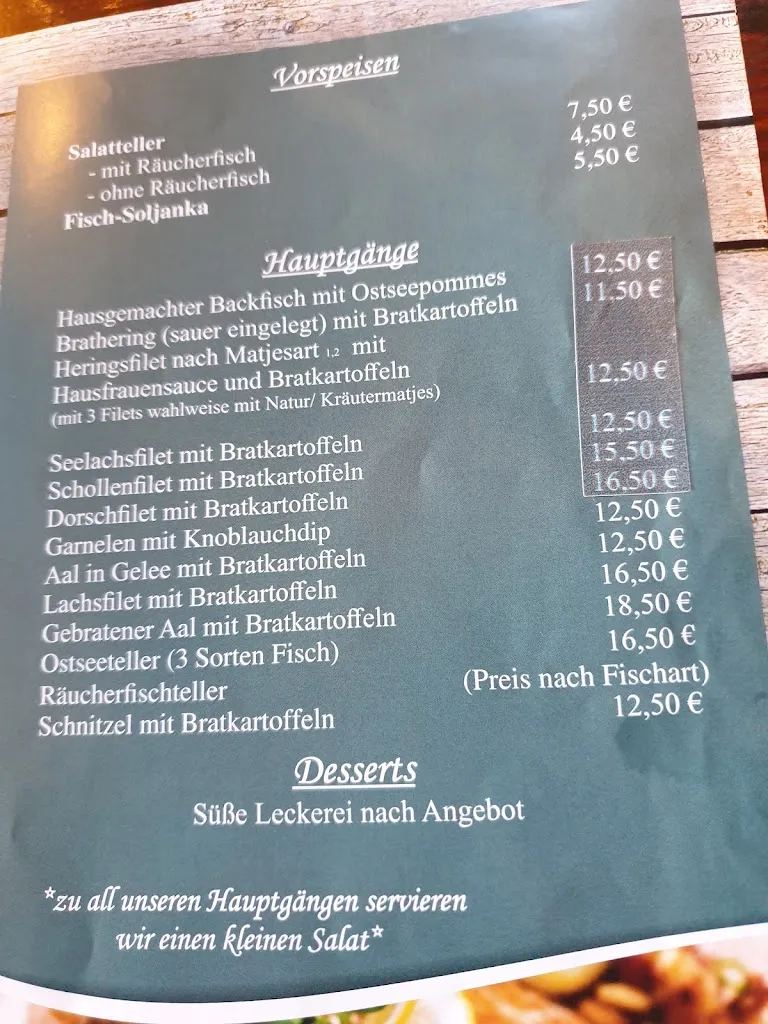 Vorspeisen
Salatteller
- mit Räucherfisch 7,50 €
- ohne Räucherfisch 4,50 €
Fisch-Soljanka 5,50 €
Hauptgänge
Hausgemachter Backfisch mit Ostseepommes 12,50 €
Brathering (sauer eingelegt) mit Bratkartoffeln 11,50 €
Heringsfilet nach Matjesart 1,2 mit
Hausfrauensauce und Bratkartoffeln 12,50 €
(mit 3 Filets wahlweise mit Natur/ Kräutermatjes)
Seelachsfilet mit Bratkartoffeln 12,50 €
Schollenfilet mit Bratkartoffeln 15,50 €
Dorschfilet mit Bratkartoffeln 16,50 €
Garnelen mit Knoblauchdip 12,50 €
Aal in Gelee mit Bratkartoffeln 12,50 €
Lachsfilet mit Bratkartoffeln 16,50 €
Gebratener Aal mit Bratkartoffeln 18,50 €
Ostseeteller (3 Sorten Fisch) 16,50 €
Räucherfischteller (Preis nach Fischart)
Schnitzel mit Bratkartoffeln 12,50 €
Desserts
Süße Leckerei nach Angebot
*zu all unseren Hauptgängen servieren
wir einen kleinen Salat*